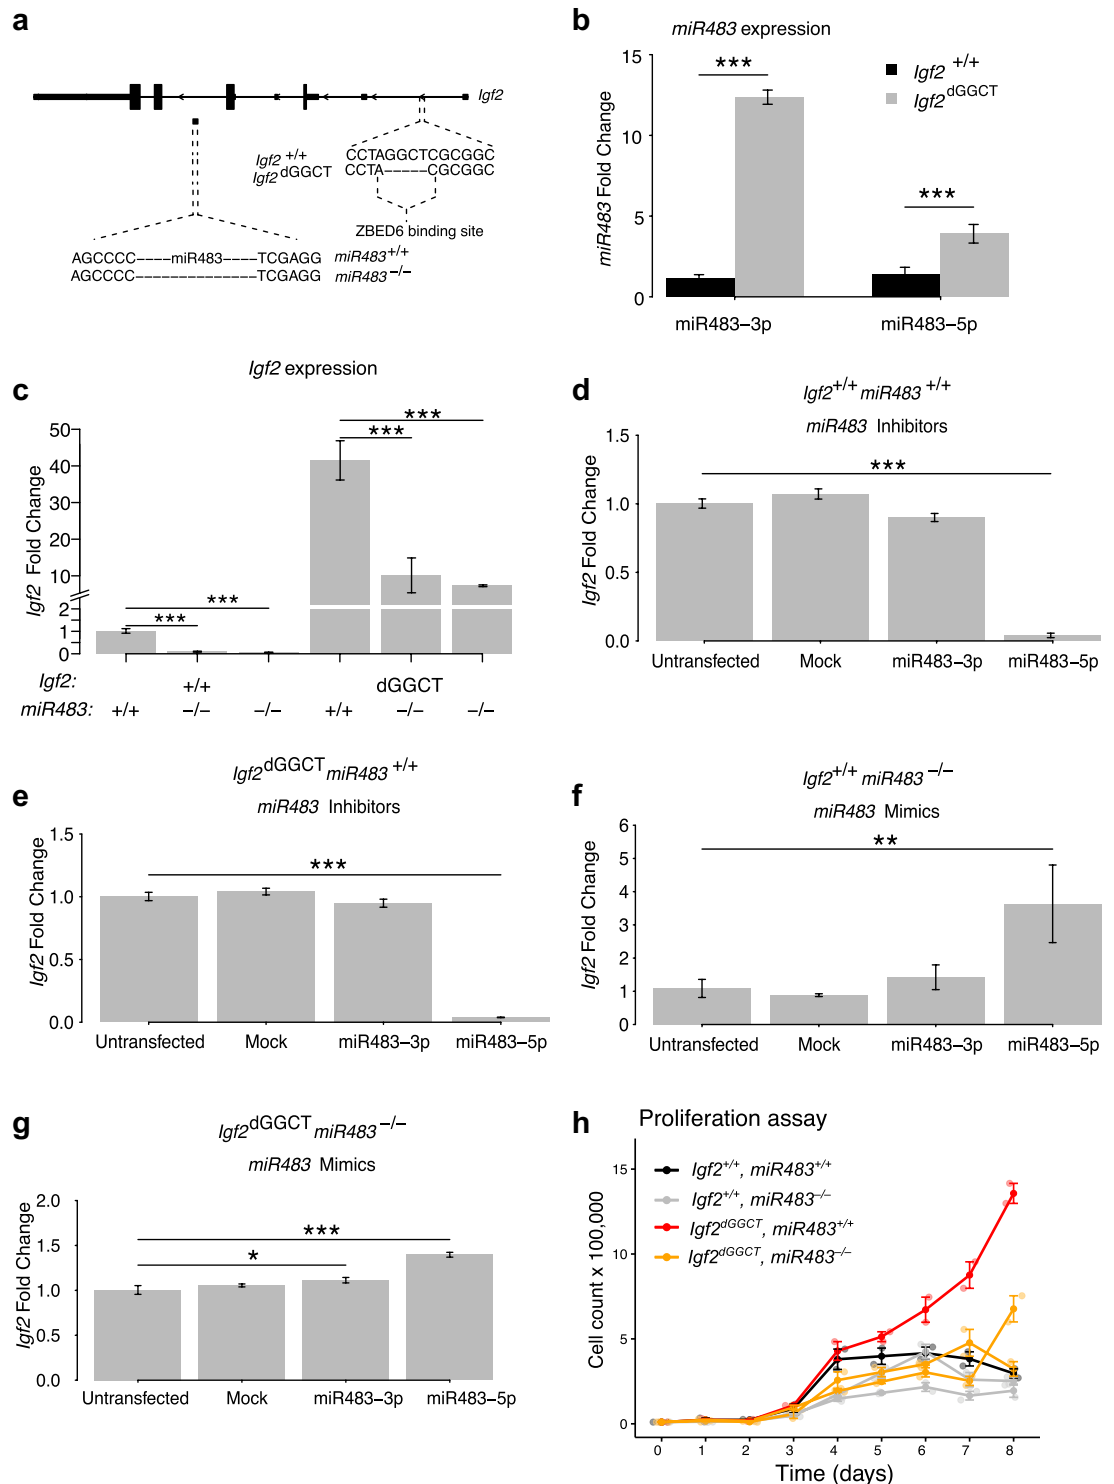 a
Igf2
Igf2 +/+ CCTAGGCTCGCGGC
Igf2 dGGCT CCTA–––––CGCGGC
ZBED6 binding site
AGCCCC––––miR483––––TCGAGG miR483 +/+
AGCCCC––––––––––––––TCGAGG miR483 –/–
b
miR483 expression
miR483 Fold Change
15
10
5
0
***
***
Igf2 +/+
Igf2 dGGCT
miR483–3p miR483–5p
c
Igf2 expression
Igf2 Fold Change
50
40
30
20
10
2
1
0
***
***
***
***
Igf2: +/+ dGGCT
miR483: +/+ –/– –/– +/+ –/– –/–
d
Igf2+/+ miR483 +/+
miR483 Inhibitors
Igf2 Fold Change
1.5
1.0
0.5
0.0
***
Untransfected Mock miR483–3p miR483–5p
e
Igf2dGGCT miR483 +/+
miR483 Inhibitors
Igf2 Fold Change
1.5
1.0
0.5
0.0
***
Untransfected Mock miR483–3p miR483–5p
f
Igf2+/+ miR483 –/–
miR483 Mimics
Igf2 Fold Change
6
5
4
3
2
1
0
**
Untransfected Mock miR483–3p miR483–5p
g
Igf2dGGCT miR483–/–
miR483 Mimics
Igf2 Fold Change
2.0
1.5
1.0
0.5
0.0
***
*
Untransfected Mock miR483–3p miR483–5p
h
Proliferation assay
Cell count x 100,000
15
10
5
0
Igf2+/+, miR483+/+
Igf2+/+, miR483–/–
Igf2dGGCT, miR483+/+
Igf2dGGCT, miR483–/–
0 1 2 3 4 5 6 7 8
Time (days)